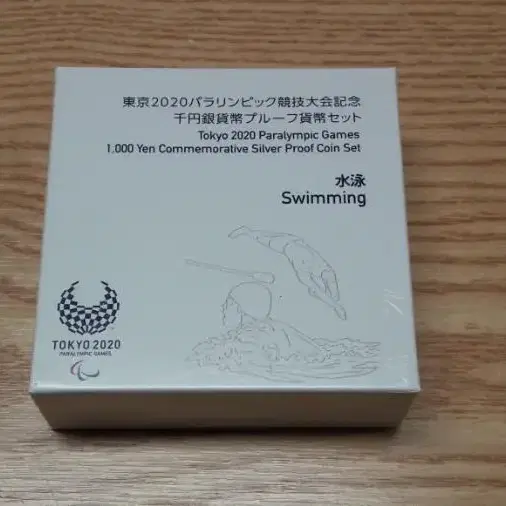 東京2020パラリンピック競技大会記念
千円銀貨幣プルーフ貨幣セット
Tokyo 2020 Paralympic Games
1,000 Yen Commemorative Silver Proof Coin Set
水泳
Swimming
TOKYO 2020
PARALYMPIC GAMES